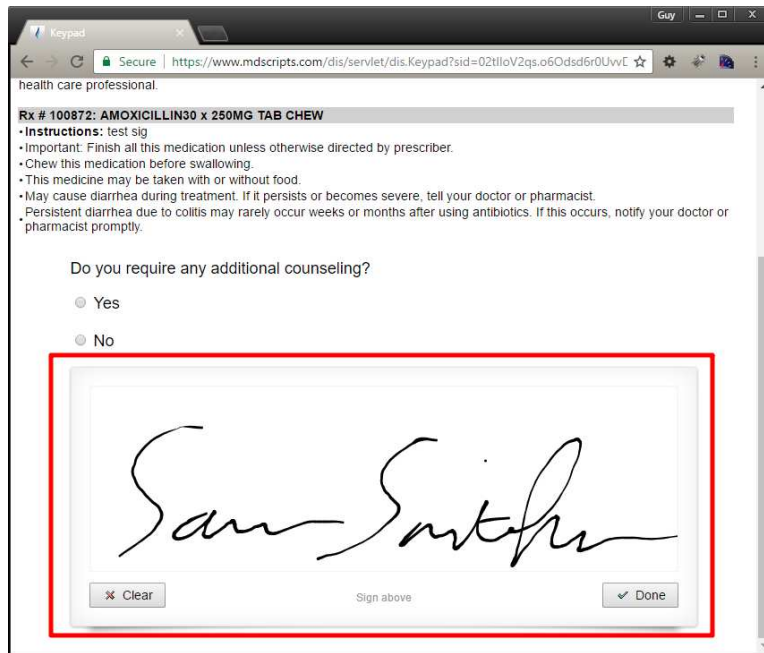 Guy
Keypad
Secure | https://www.mdscripts.com/dis/servlet/dis.Keypad?sid=02tlloV2qs.o6Odsd6r0UvvE
health care professional.
Rx # 100872: AMOXICILLIN30 x 250MG TAB CHEW
• Instructions: test sig
• Important: Finish all this medication unless otherwise directed by prescriber.
• Chew this medication before swallowing.
• This medicine may be taken with or without food.
• May cause diarrhea during treatment. If it persists or becomes severe, tell your doctor or pharmacist.
• Persistent diarrhea due to colitis may rarely occur weeks or months after using antibiotics. If this occurs, notify your doctor or
pharmacist promptly.
Do you require any additional counseling?
Yes
No
Sam Smith
Clear
Sign above
Done